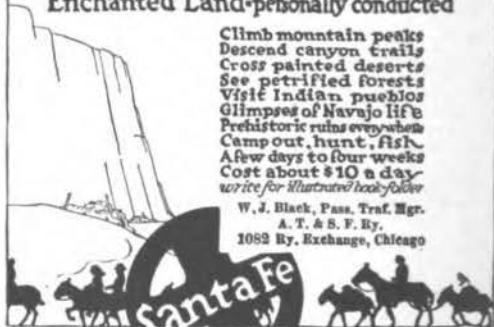 Enchanted Land-personally conducted
Climb mountain peaks
Descend canyon trails
Cross painted deserts
See petrified forests
Visit Indian pueblos
Glimpses of Navajo life
Prehistoric ruins everywhere
Camp out, hunt, fish
A few days to four weeks
Cost about $10 a day
write for illustrated book-folder
W. J. Black, Pass. Traf. Mgr.
A. T. & S. F. Ry.
1082 Ry. Exchange, Chicago
Santa Fe